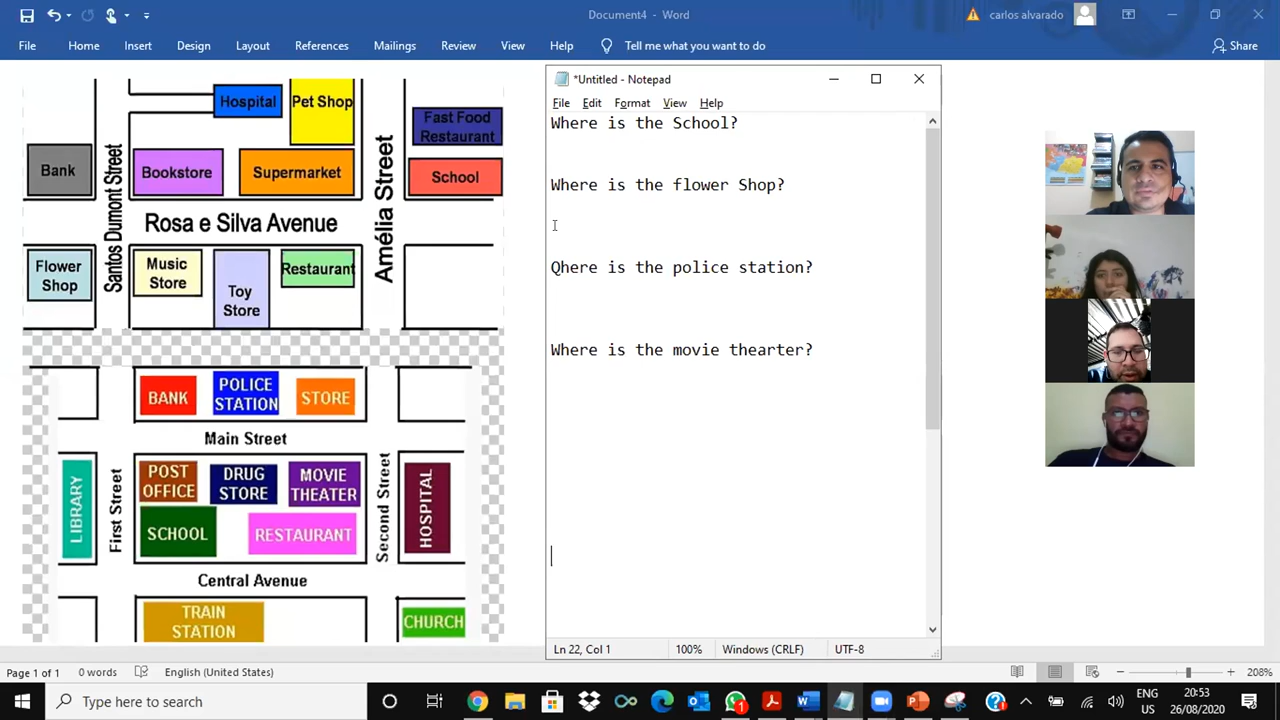 Document4 - Word
carlos alvarado
File Home Insert Design Layout References Mailings Review View Help Tell me what you want to do Share
Hospital
Pet Shop
Fast Food
Restaurant
Bank
Bookstore
Supermarket
School
Santos Dumont Street
Amélia Street
Rosa e Silva Avenue
Flower
Shop
Music
Store
Toy
Store
Restaurant
BANK
POLICE
STATION
STORE
Main Street
LIBRARY
First Street
POST
OFFICE
DRUG
STORE
MOVIE
THEATER
SCHOOL
RESTAURANT
Second Street
HOSPITAL
Central Avenue
TRAIN
STATION
CHURCH
*Untitled - Notepad
File Edit Format View Help
Where is the School?
Where is the flower Shop?
Qhere is the police station?
Where is the movie thearter?
Ln 22, Col 1 100% Windows (CRLF) UTF-8
Page 1 of 1 0 words English (United States) 208%
Type here to search
1
ENG
US
20:53
26/08/2020